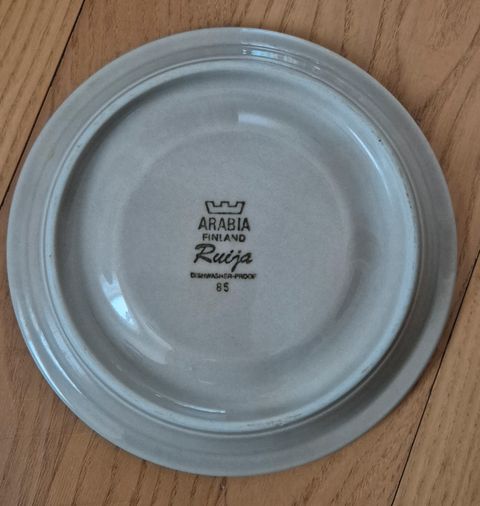 ARABIA
FINLAND
Ruija
DISHWASHER-PROOF
85